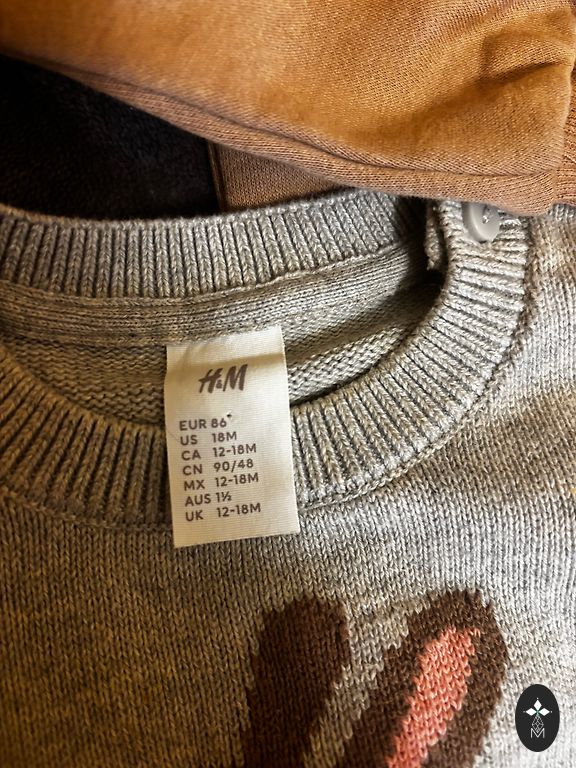 H&M
EUR 86
US 18M
CA 12-18M
CN 90/48
MX 12-18M
AUS 1½
UK 12-18M
M